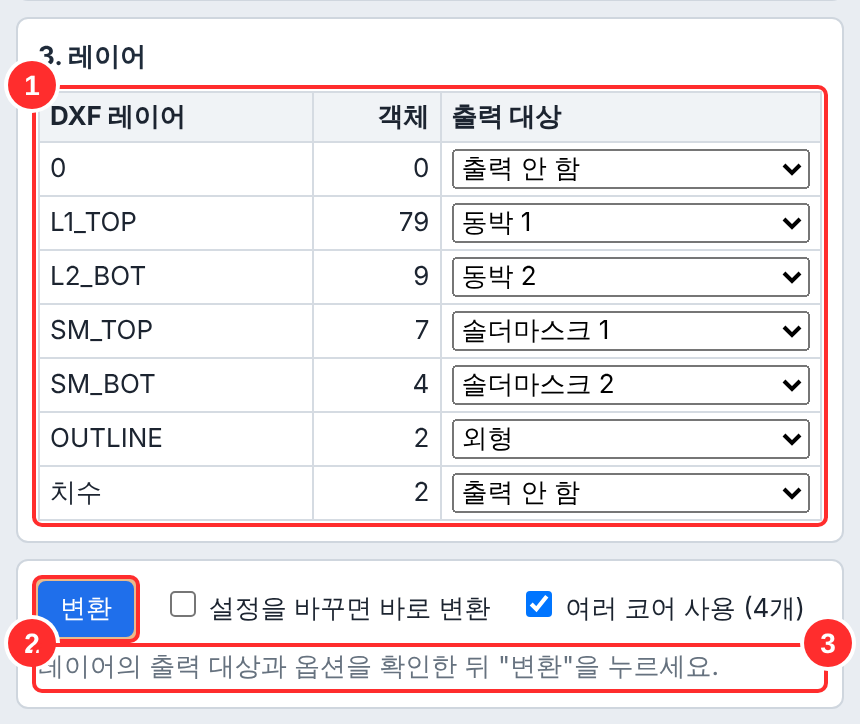 3. 레이어
1
DXF 레이어 객체 출력 대상
0 0 출력 안 함
L1_TOP 79 동박 1
L2_BOT 9 동박 2
SM_TOP 7 솔더마스크 1
SM_BOT 4 솔더마스크 2
OUTLINE 2 외형
치수 2 출력 안 함
변환 설정을 바꾸면 바로 변환 여러 코어 사용 (4개)
2 3
레이어의 출력 대상과 옵션을 확인한 뒤 "변환"을 누르세요.